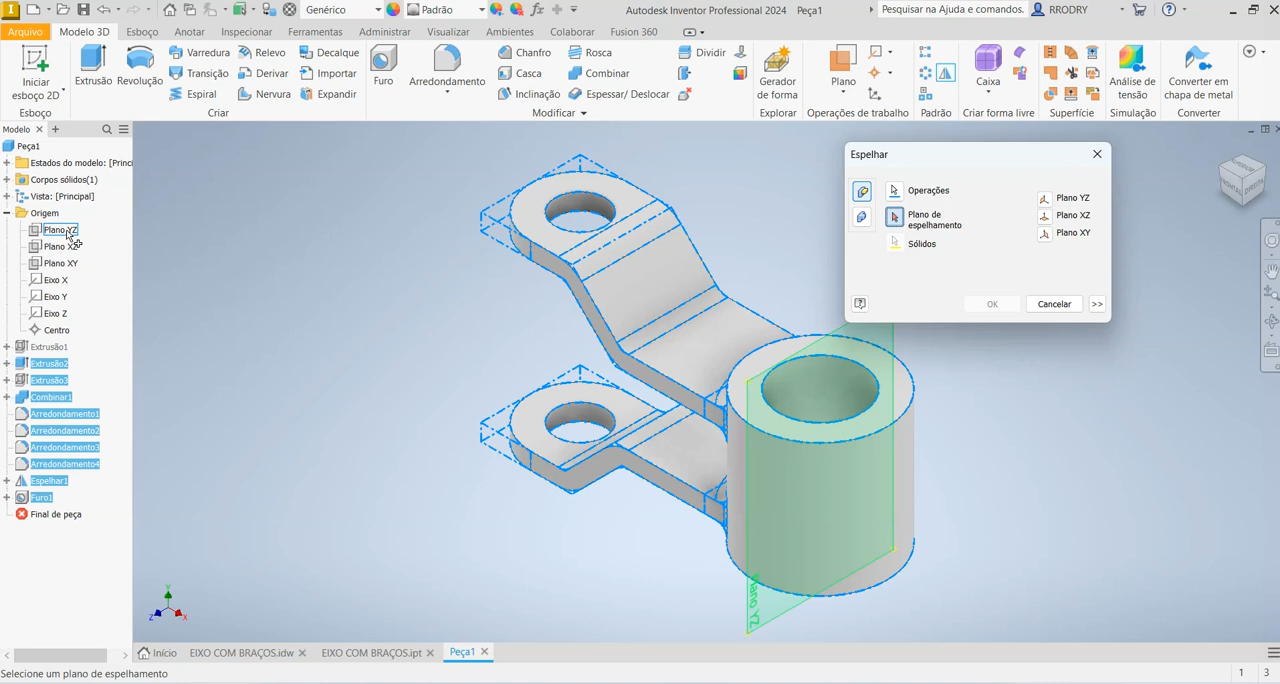 Genérico
Padrão
Autodesk Inventor Professional 2024 Peça1
Pesquisar na Ajuda e comandos.
RRODRY
Arquivo
Modelo 3D
Esboço
Anotar
Inspecionar
Ferramentas
Administrar
Visualizar
Ambientes
Colaborar
Fusion 360
Iniciar
esboço 2D
Extrusão
Revolução
Varredura
Transição
Espiral
Relevo
Derivar
Nervura
Decalque
Importar
Expandir
Furo
Arredondamento
Chanfro
Casca
Inclinação
Rosca
Combinar
Espessar/ Deslocar
Dividir
Gerador
de forma
Plano
Caixa
Análise de
tensão
Converter em
chapa de metal
Esboço
Criar
Modificar
Explorar
Operações de trabalho
Padrão
Criar forma livre
Superfície
Simulação
Converter
Modelo
Peça1
Estados do modelo: [Princi
Corpos sólidos(1)
Vista: [Principal]
Origem
Plano YZ
Plano XZ
Plano XY
Eixo X
Eixo Y
Eixo Z
Centro
Extrusão1
Extrusão2
Extrusão3
Combinar1
Arredondamento1
Arredondamento2
Arredondamento3
Arredondamento4
Espelhar1
Furo1
Final de peça
Espelhar
Operações
Plano de
espelhamento
Sólidos
Plano YZ
Plano XZ
Plano XY
OK
Cancelar
>>
FRONTAL
DIREITO
Plano YZ
Y
Z
X
Início
EIXO COM BRAÇOS.idw
EIXO COM BRAÇOS.ipt
Peça1
Selecione um plano de espelhamento
1
3